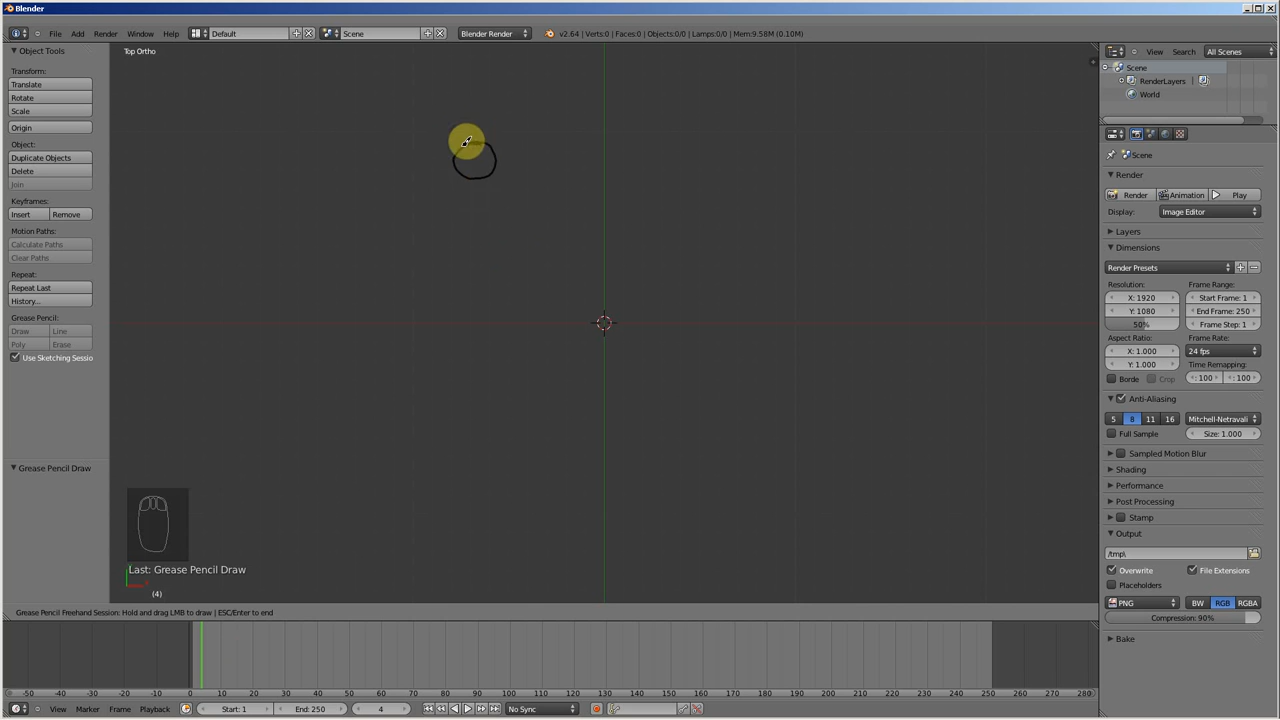 Blender
File Add Render Window Help Default Scene Blender Render v2.64 | Verts:0 | Faces:0 | Objects:0/0 | Lamps:0/0 | Mem:9.58M (0.10M)
Object Tools
Transform:
Translate
Rotate
Scale
Origin
Object:
Duplicate Objects
Delete
Join
Keyframes:
Insert Remove
Motion Paths:
Calculate Paths
Clear Paths
Repeat:
Repeat Last
History...
Grease Pencil:
Draw Line
Poly Erase
Use Sketching Sessio
Grease Pencil Draw
Top Ortho
Last: Grease Pencil Draw
(4)
Grease Pencil Freehand Session: Hold and drag LMB to draw | ESC/Enter to end
-50 -40 -30 -20 -10 0 10 20 30 40 50 60 70 80 90 100 110 120 130 140 150 160 170 180 190 200 210 220 230 240 250 260 270 280
View Marker Frame Playback Start: 1 End: 250 4 No Sync
View Search All Scenes
Scene
RenderLayers |
World
Scene
Render
Render Animation Play
Display: Image Editor
Layers
Dimensions
Render Presets
Resolution: Frame Range:
X: 1920 Start Frame: 1
Y: 1080 End Frame: 250
50% Frame Step: 1
Aspect Ratio: Frame Rate:
X: 1.000 24 fps
Y: 1.000 Time Remapping:
Borde Crop : 100 : 100
Anti-Aliasing
5 8 11 16 Mitchell-Netravali
Full Sample Size: 1.000
Sampled Motion Blur
Shading
Performance
Post Processing
Stamp
Output
/tmp\
Overwrite File Extensions
Placeholders
PNG BW RGB RGBA
Compression: 90%
Bake